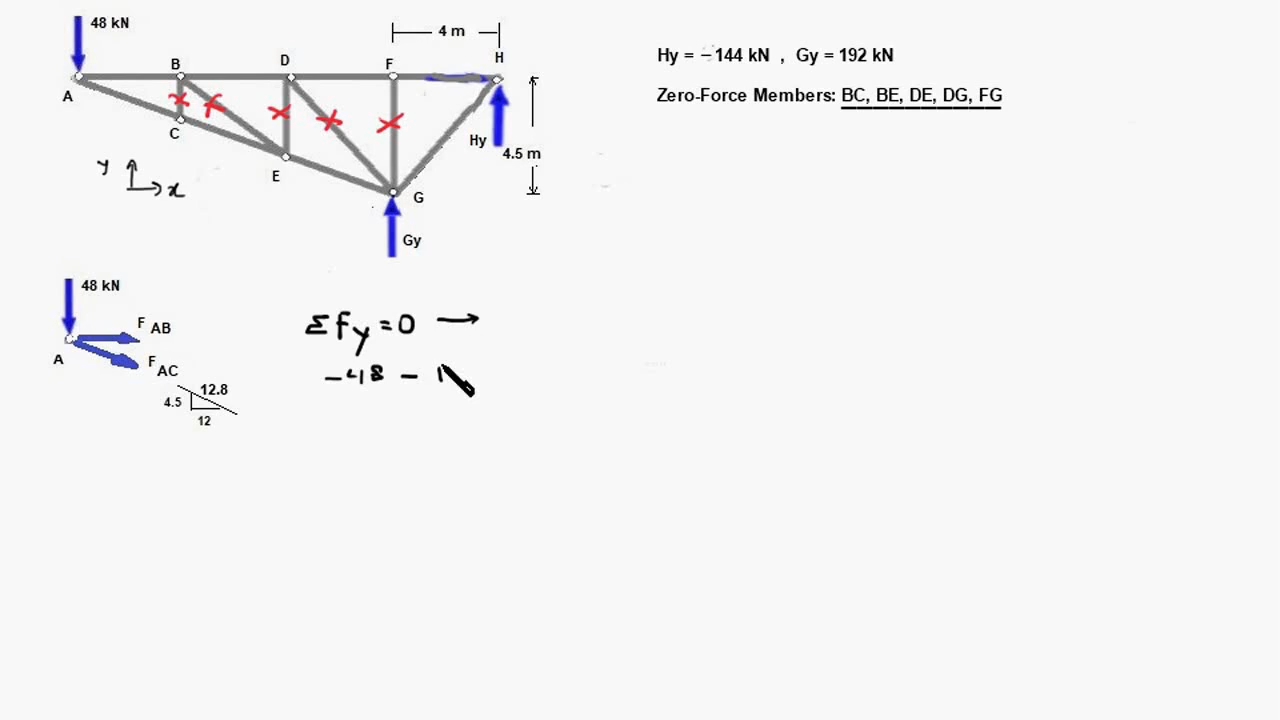 48 kN
4 m
A
B
D
F
H
C
E
G
Hy
4.5 m
Gy
y
x
Hy = -144 kN , Gy = 192 kN
Zero-Force Members: BC, BE, DE, DG, FG
48 kN
A
F AB
F AC
12.8
4.5
12
Σfy=0 →
-48 -